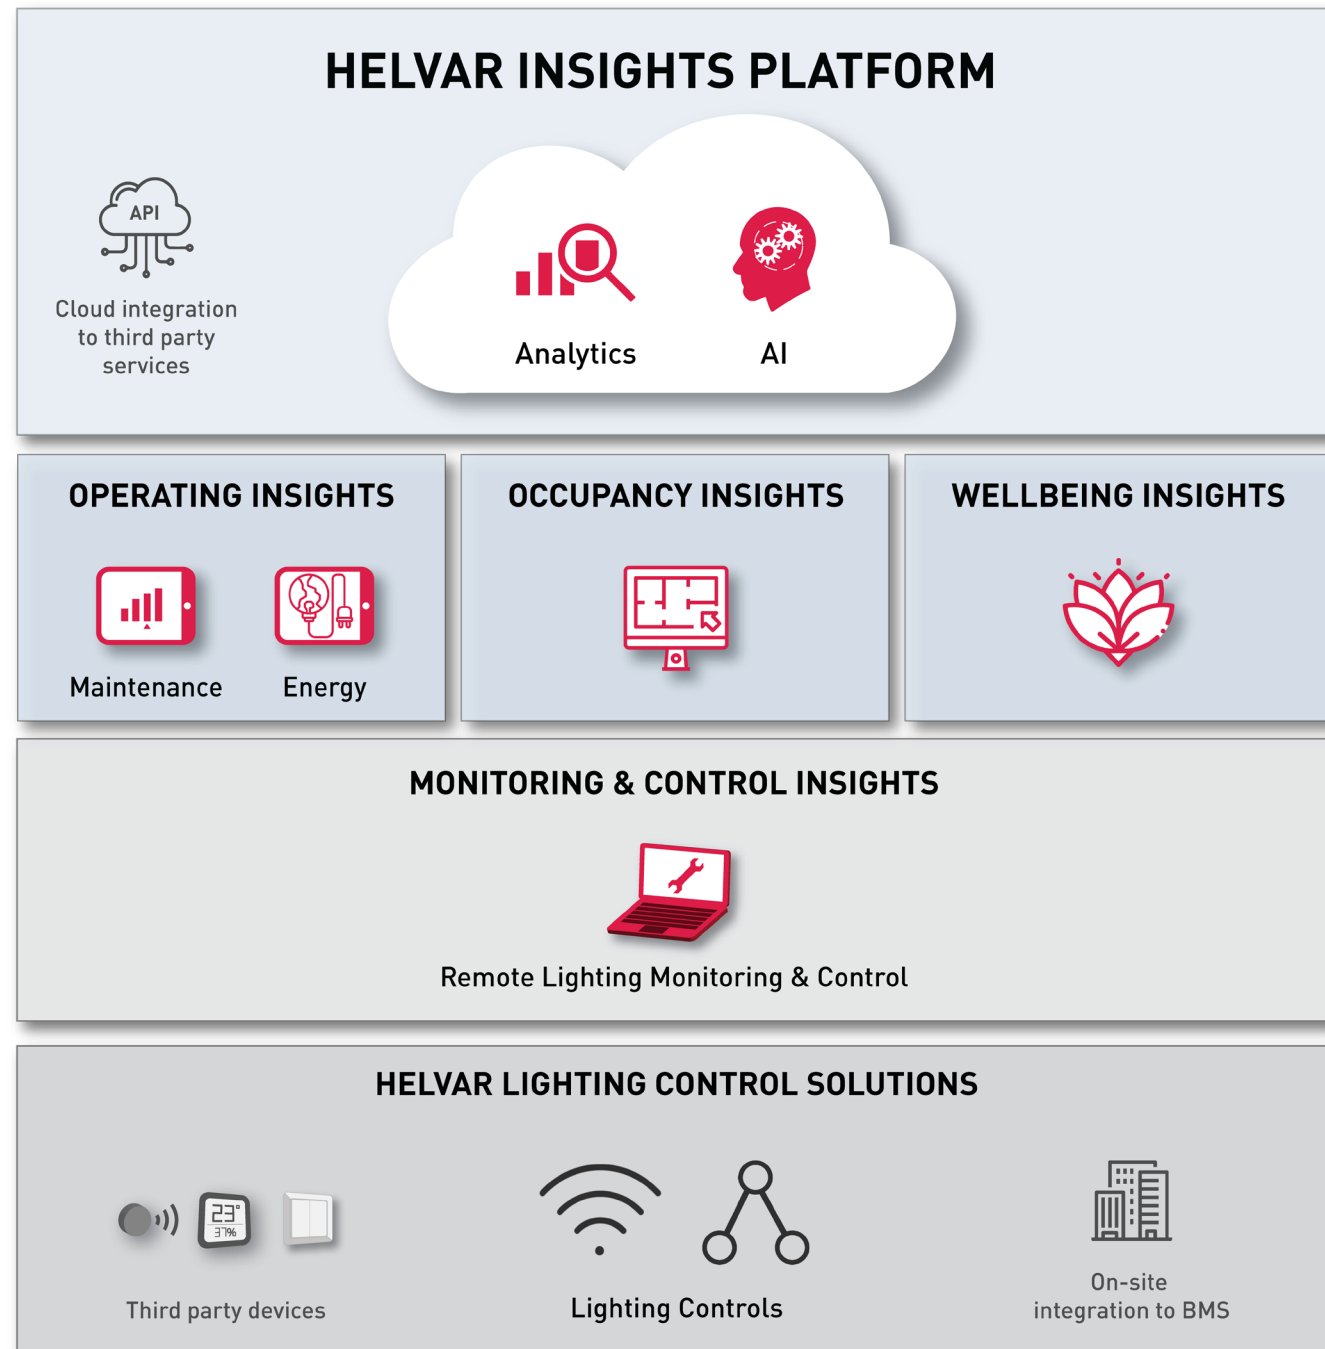 HELVAR INSIGHTS PLATFORM
API
Cloud integration
to third party
services
Analytics
AI
OPERATING INSIGHTS
Maintenance
Energy
OCCUPANCY INSIGHTS
WELLBEING INSIGHTS
MONITORING & CONTROL INSIGHTS
Remote Lighting Monitoring & Control
HELVAR LIGHTING CONTROL SOLUTIONS
23°
37%
Third party devices
Lighting Controls
On-site
integration to BMS